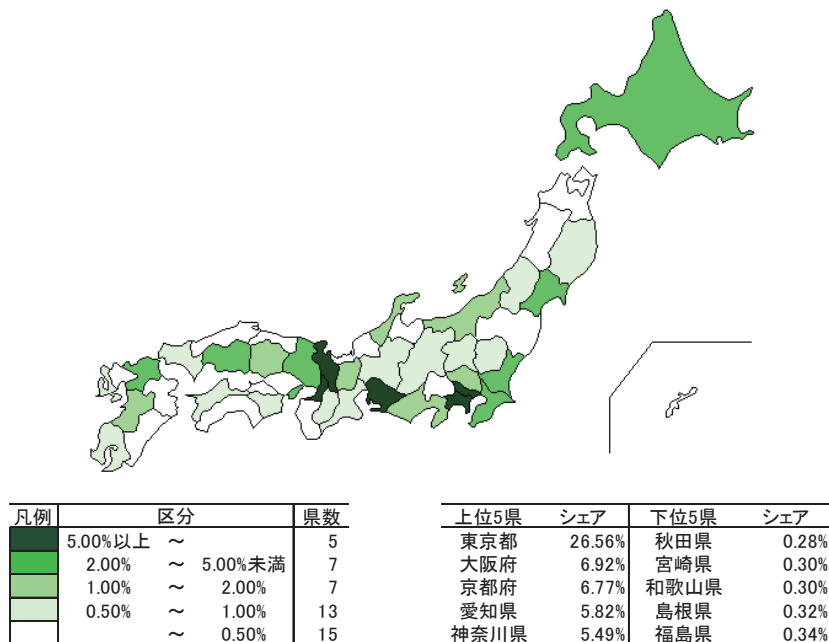 凡例 区分 県数
5.00%以上 ～ 5
2.00% ～ 5.00%未満 7
1.00% ～ 2.00% 7
0.50% ～ 1.00% 13
～ 0.50% 15
上位5県 シェア 下位5県 シェア
東京都 26.56% 秋田県 0.28%
大阪府 6.92% 宮崎県 0.30%
京都府 6.77% 和歌山県 0.30%
愛知県 5.82% 島根県 0.32%
神奈川県 5.49% 福島県 0.34%